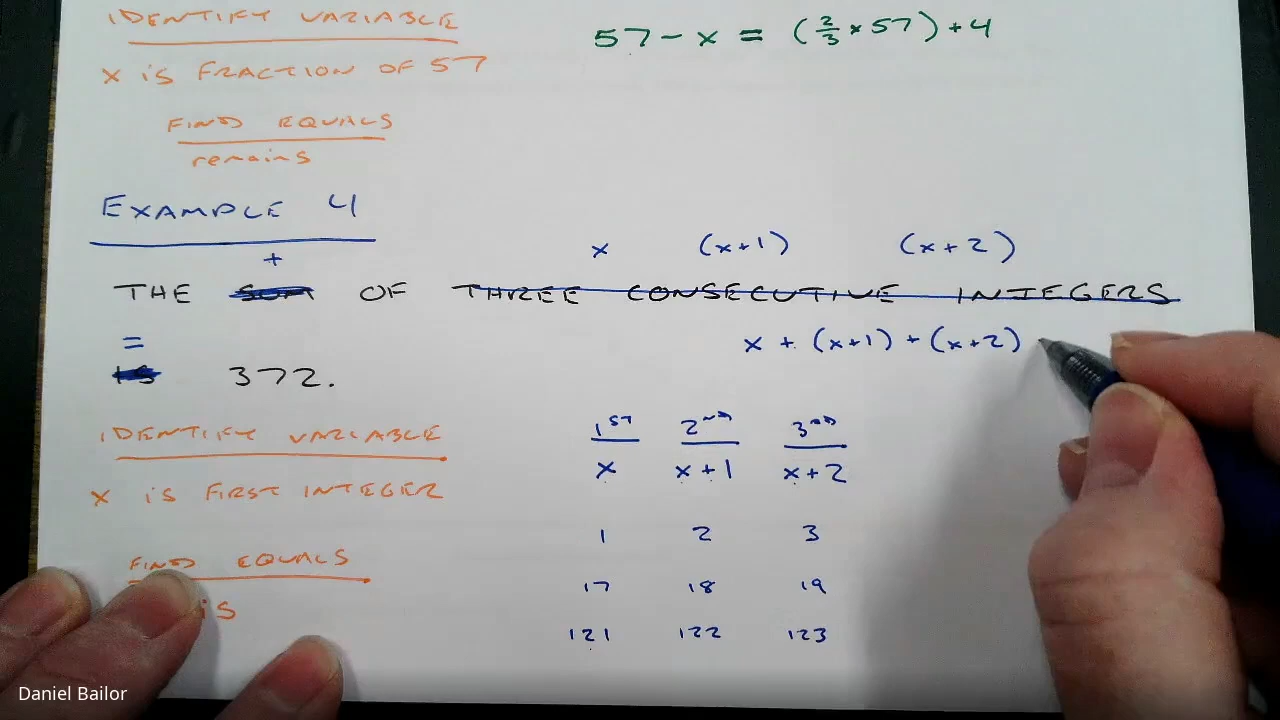 IDENTIFY VARIABLE
x is FRACTION OF 57
FIND EQUALS
remains
57 - x = (2/3 × 57) + 4
EXAMPLE 4
+ x (x+1) (x+2)
THE SUM OF THREE CONSECUTIVE INTEGERS
= x + (x+1) + (x+2)
IS 372.
IDENTIFY VARIABLE
x is FIRST INTEGER
FIND EQUALS
is
1ST 2ND 3RD
x x+1 x+2
1 2 3
17 18 19
121 122 123
Daniel Bailor